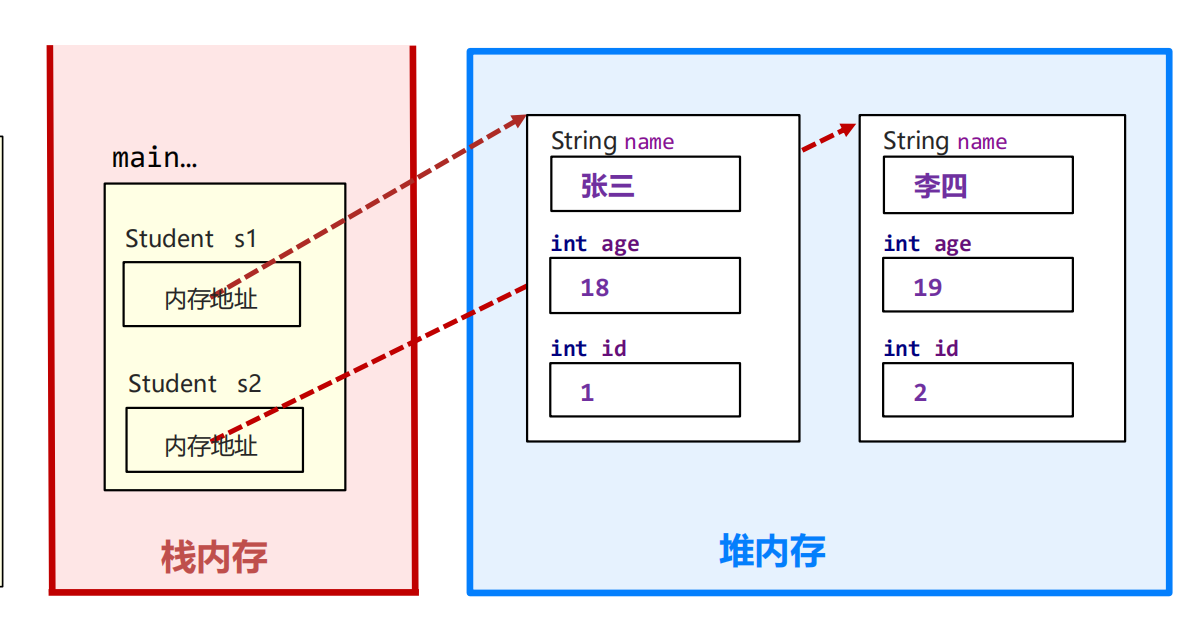 main…
Student s1
内存地址
Student s2
内存地址
栈内存
String name
张三
int age
18
int id
1
String name
李四
int age
19
int id
2
堆内存